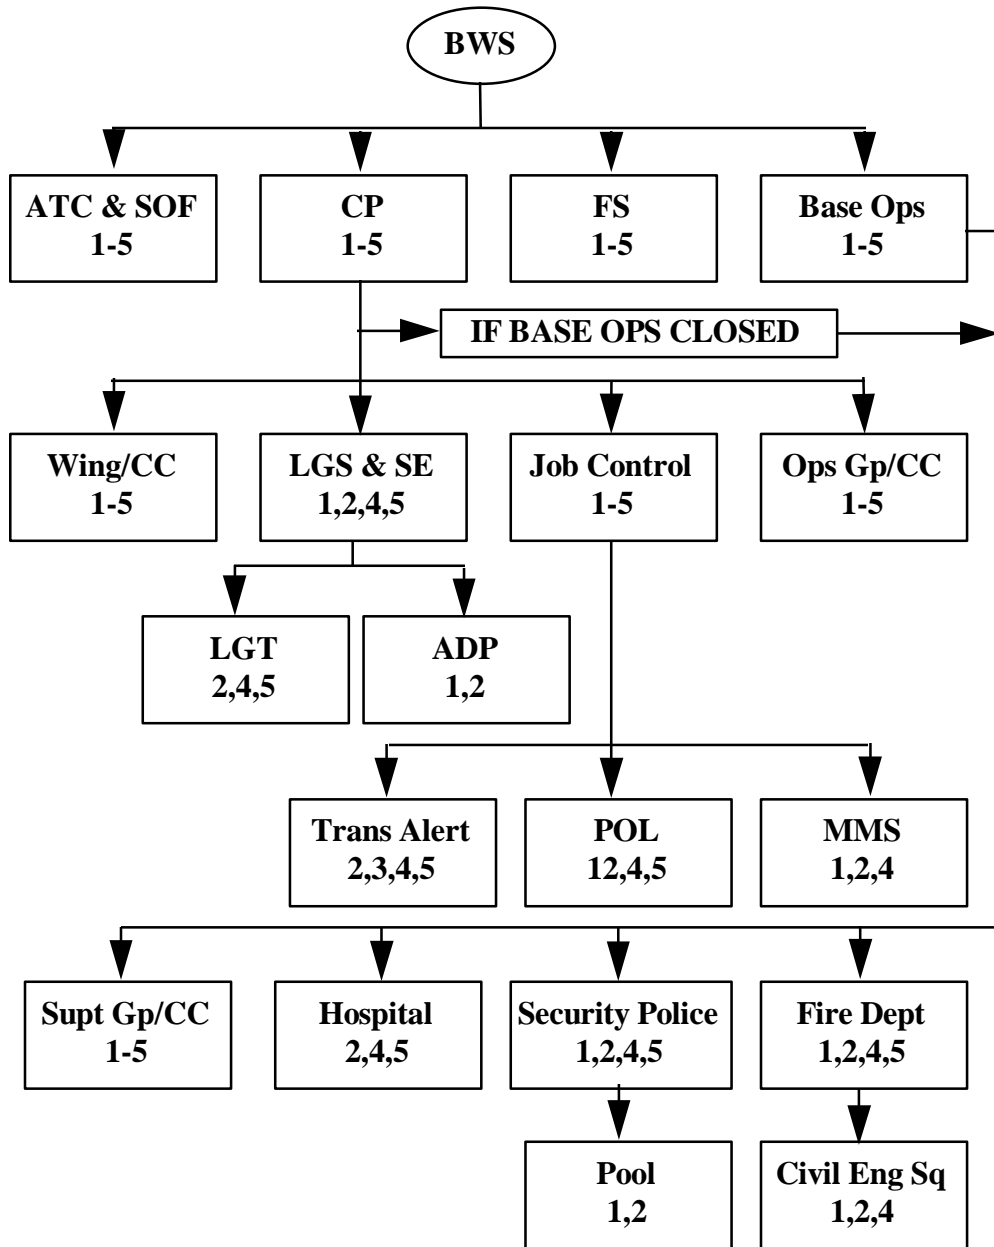 BWS
ATC & SOF
1-5
CP
1-5
FS
1-5
Base Ops
1-5
IF BASE OPS CLOSED
Wing/CC
1-5
LGS & SE
1,2,4,5
Job Control
1-5
Ops Gp/CC
1-5
LGT
2,4,5
ADP
1,2
Trans Alert
2,3,4,5
POL
12,4,5
MMS
1,2,4
Supt Gp/CC
1-5
Hospital
2,4,5
Security Police
1,2,4,5
Fire Dept
1,2,4,5
Pool
1,2
Civil Eng Sq
1,2,4